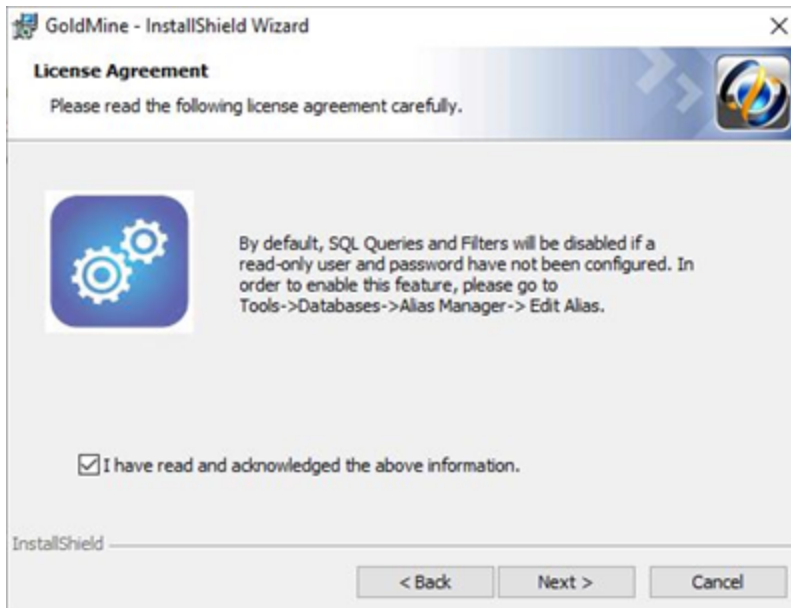 GoldMine - InstallShield Wizard
License Agreement
Please read the following license agreement carefully.
By default, SQL Queries and Filters will be disabled if a
read-only user and password have not been configured. In
order to enable this feature, please go to
Tools->Databases->Alias Manager-> Edit Alias.
I have read and acknowledged the above information.
InstallShield
< Back Next > Cancel